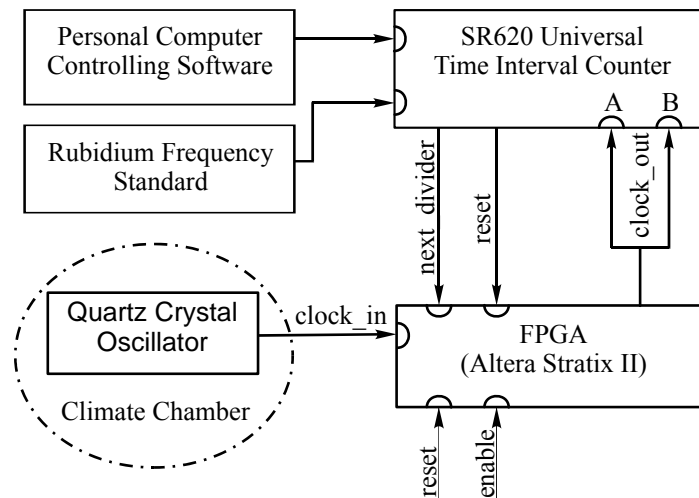 Personal Computer
Controlling Software
SR620 Universal
Time Interval Counter
A
B
Rubidium Frequency
Standard
next_divider
reset
clock_out
Quartz Crystal
Oscillator
clock_in
Climate Chamber
FPGA
(Altera Stratix II)
reset
enable